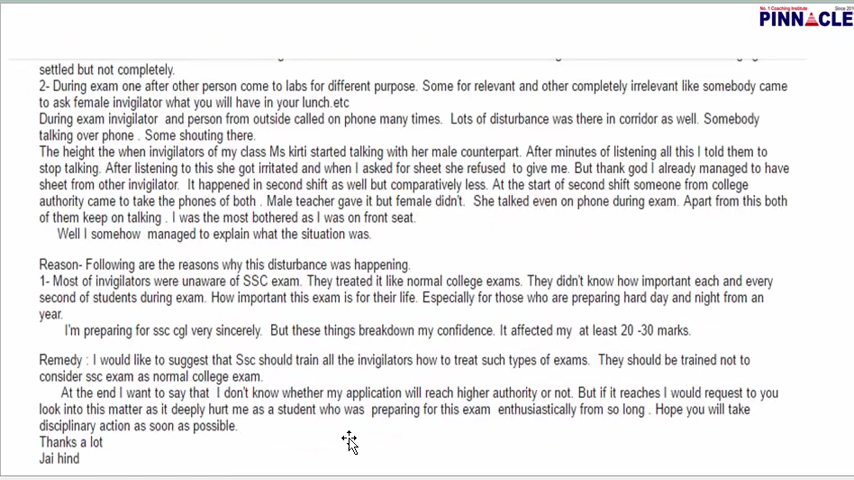 No. 1 Coaching Institute
PINNACLE
settled but not completely.
2- During exam one after other person come to labs for different purpose. Some for relevant and other completely irrelevant like somebody came
to ask female invigilator what you will have in your lunch.etc
During exam invigilator and person from outside called on phone many times. Lots of disturbance was there in corridor as well. Somebody
talking over phone . Some shouting there.
The height the when invigilators of my class Ms kirti started talking with her male counterpart. After minutes of listening all this I told them to
stop talking. After listening to this she got irritated and when I asked for sheet she refused to give me. But thank god I already managed to have
sheet from other invigilator. It happened in second shift as well but comparatively less. At the start of second shift someone from college
authority came to take the phones of both . Male teacher gave it but female didn't. She talked even on phone during exam. Apart from this both
of them keep on talking . I was the most bothered as I was on front seat.
Well I somehow managed to explain what the situation was.
Reason- Following are the reasons why this disturbance was happening.
1- Most of invigilators were unaware of SSC exam. They treated it like normal college exams. They didn't know how important each and every
second of students during exam. How important this exam is for their life. Especially for those who are preparing hard day and night from an
year.
I'm preparing for ssc cgl very sincerely. But these things breakdown my confidence. It affected my at least 20 -30 marks.
Remedy : I would like to suggest that Ssc should train all the invigilators how to treat such types of exams. They should be trained not to
consider ssc exam as normal college exam.
At the end I want to say that I don't know whether my application will reach higher authority or not. But if it reaches I would request to you
look into this matter as it deeply hurt me as a student who was preparing for this exam enthusiastically from so long . Hope you will take
disciplinary action as soon as possible.
Thanks a lot
Jai hind